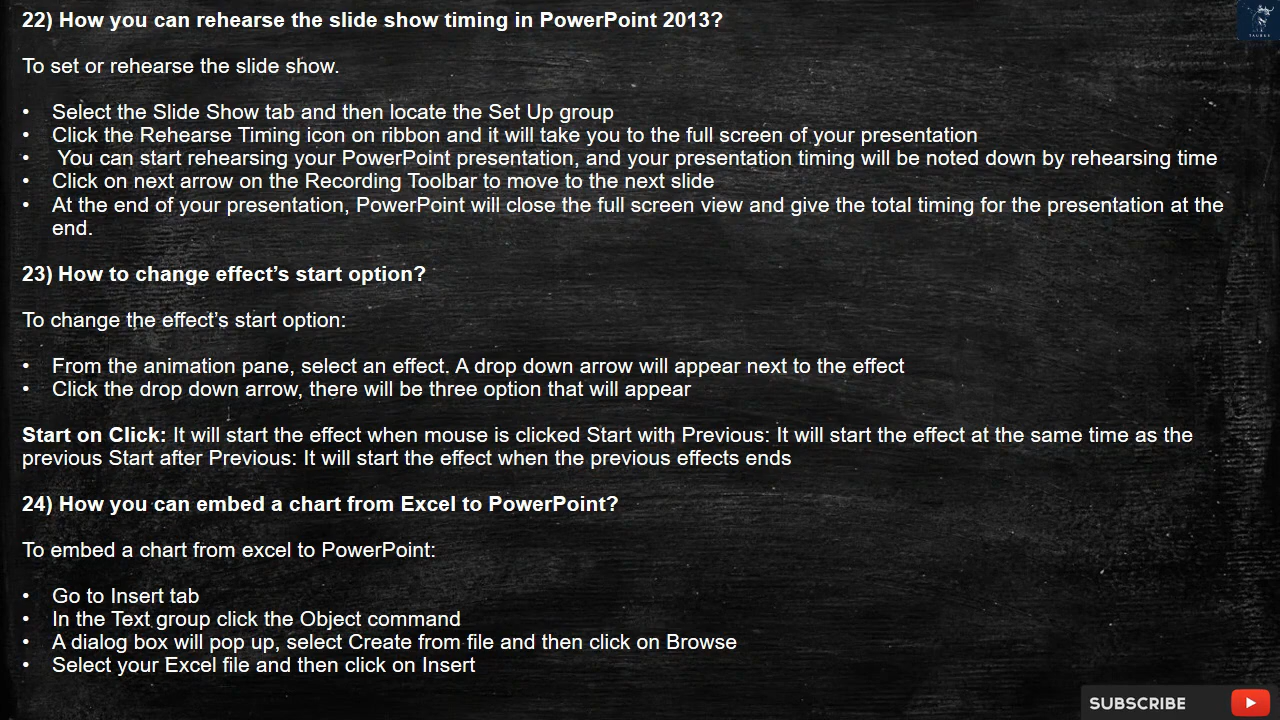 22) How you can rehearse the slide show timing in PowerPoint 2013?
To set or rehearse the slide show.
• Select the Slide Show tab and then locate the Set Up group
• Click the Rehearse Timing icon on ribbon and it will take you to the full screen of your presentation
• You can start rehearsing your PowerPoint presentation, and your presentation timing will be noted down by rehearsing time
• Click on next arrow on the Recording Toolbar to move to the next slide
• At the end of your presentation, PowerPoint will close the full screen view and give the total timing for the presentation at the
end.
23) How to change effect’s start option?
To change the effect’s start option:
• From the animation pane, select an effect. A drop down arrow will appear next to the effect
• Click the drop down arrow, there will be three option that will appear
Start on Click: It will start the effect when mouse is clicked Start with Previous: It will start the effect at the same time as the
previous Start after Previous: It will start the effect when the previous effects ends
24) How you can embed a chart from Excel to PowerPoint?
To embed a chart from excel to PowerPoint:
• Go to Insert tab
• In the Text group click the Object command
• A dialog box will pop up, select Create from file and then click on Browse
• Select your Excel file and then click on Insert
SUBSCRIBE